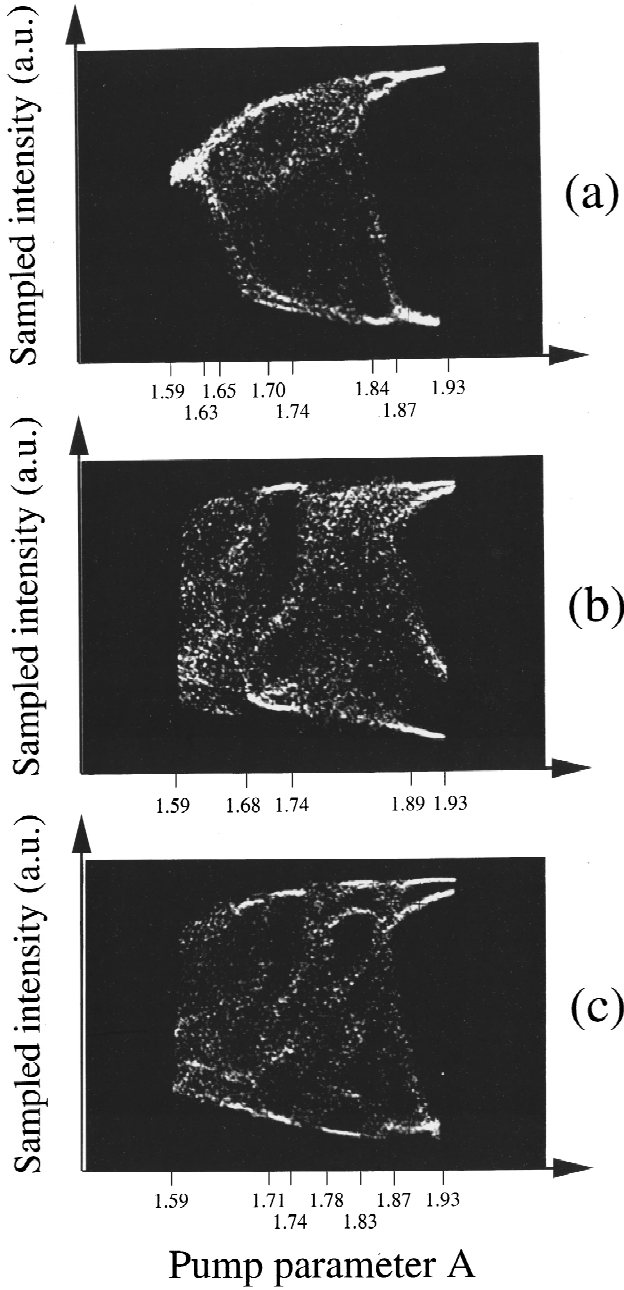 Sampled intensity (a.u.)
(a)
1.59 1.65 1.70 1.84 1.93
1.63 1.74 1.87
Sampled intensity (a.u.)
(b)
1.59 1.68 1.74 1.89 1.93
Sampled intensity (a.u.)
(c)
1.59 1.71 1.78 1.87 1.93
1.74 1.83
Pump parameter A